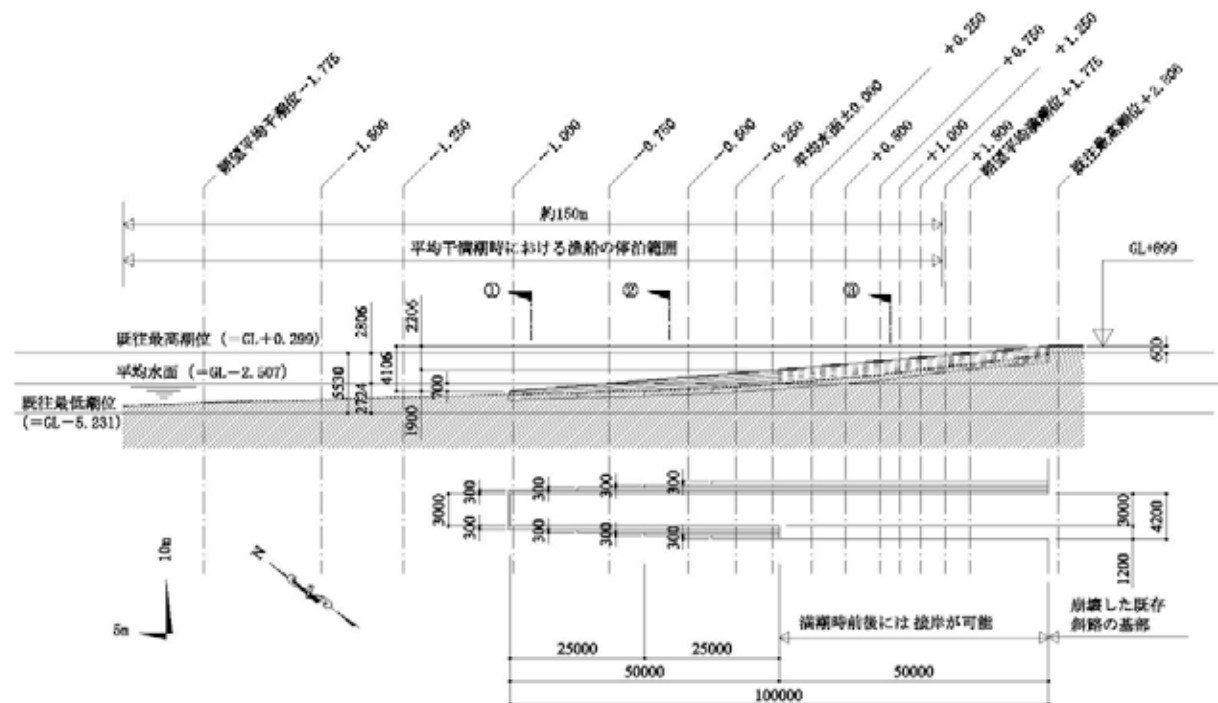 朔望平均干潮位－1.775
－1.500
－1.250
－1.000
－0.750
－0.500
－0.250
平均水面±0.000
＋0.250
＋0.500
＋0.750
＋1.000
＋1.250
＋1.500
朔望平均満潮位＋1.775
既往最高潮位＋2.806
約150m
平均干満潮時における漁船の停泊範囲
GL+899
①
②
③
既往最高潮位 (＝GL＋0.299)
平均水面 (＝GL－2.507)
既往最低潮位
(＝GL－5.231)
2806
2206
5530
4106
2724
700
1900
600
300
300
300
300
3000
300
300
300
300
3000
4200
1200
10m
5m
N
満潮時前後には接岸が可能
崩壊した既存
斜路の基部
25000
25000
50000
50000
100000